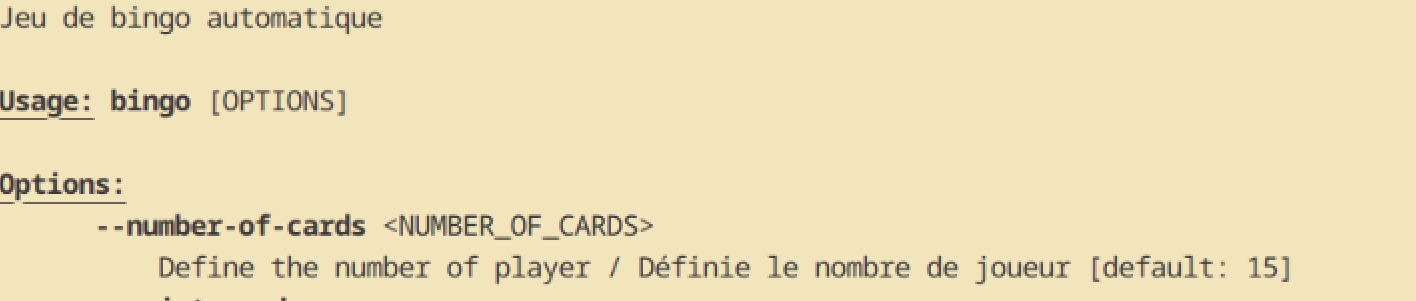 Jeu de bingo automatique
Usage: bingo [OPTIONS]
Options:
--number-of-cards <NUMBER_OF_CARDS>
Define the number of player / Définie le nombre de joueur [default: 15]